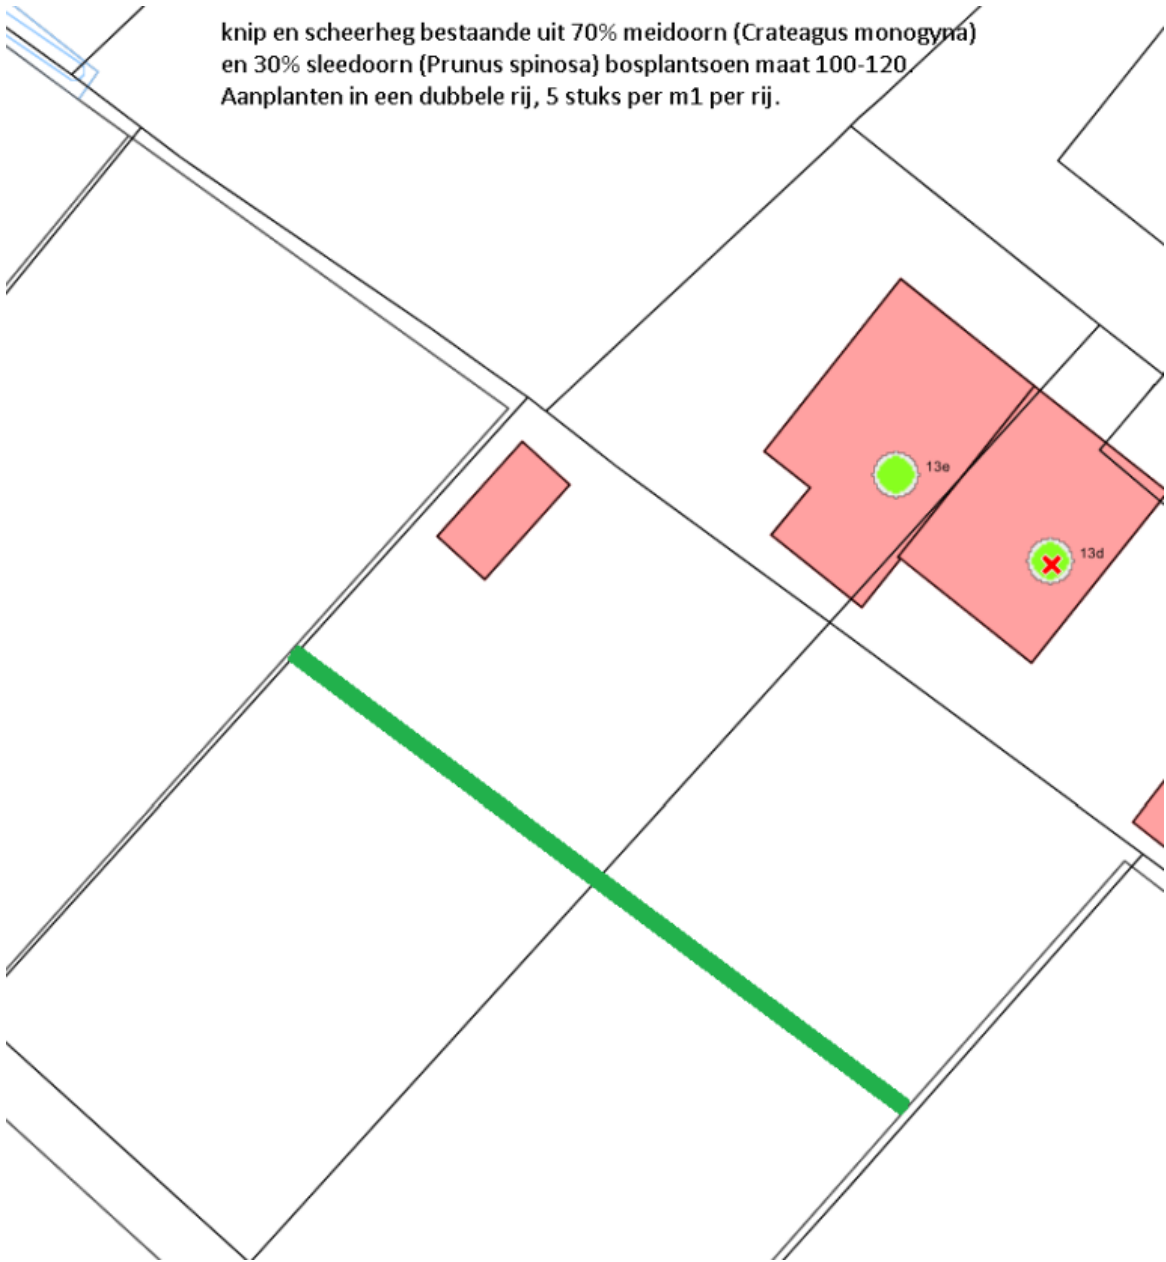 knip en scheerheg bestaande uit 70% meidoorn (Crateagus monogyna)
en 30% sleedoorn (Prunus spinosa) bosplantsoen maat 100-120.
Aanplanten in een dubbele rij, 5 stuks per m1 per rij.
13e
13d